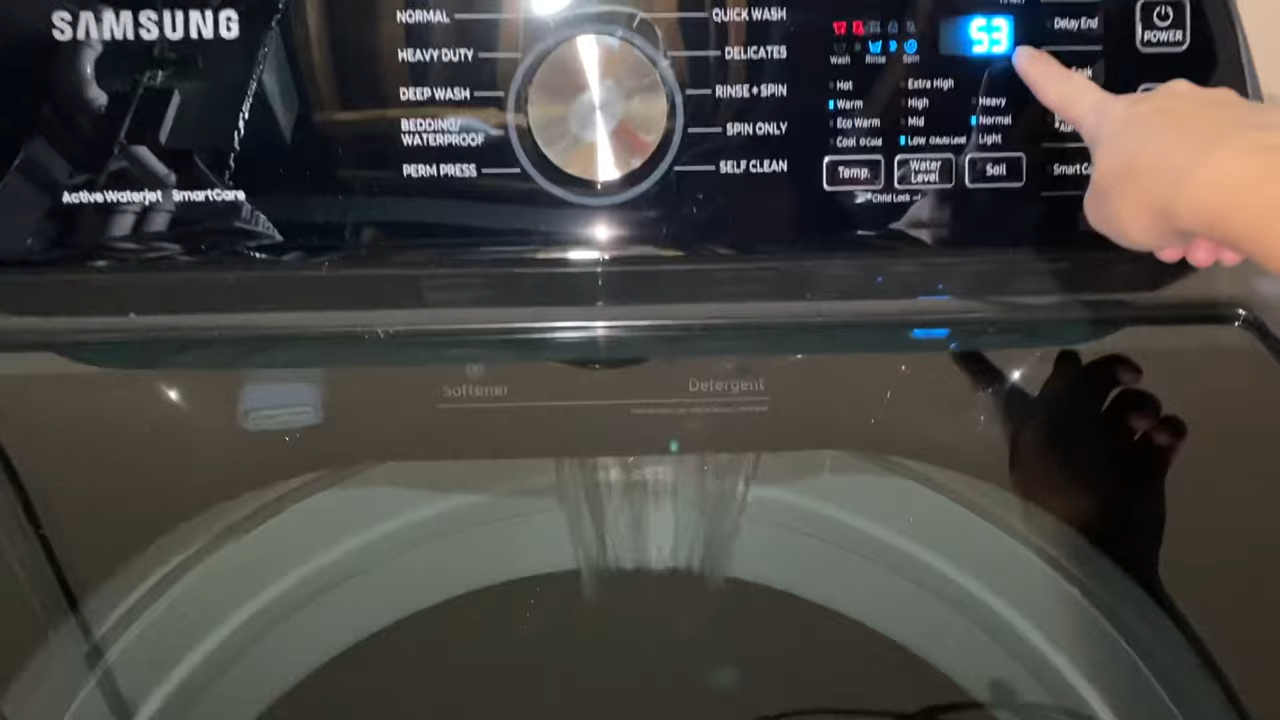 SAMSUNG
ActiveWaterjet SmartCare
NORMAL
HEAVY DUTY
DEEP WASH
BEDDING/
WATERPROOF
PERM PRESS
QUICK WASH
DELICATES
RINSE+SPIN
SPIN ONLY
SELF CLEAN
Wash Rinse Spin
53
Delay End
POWER
Hot
Warm
Eco Warm
Cool Cold
Temp.
Extra High
High
Mid
Low Auto Level
Water
Level
Heavy
Normal
Light
Soil
Child Lock
Smart
Softener
Detergent